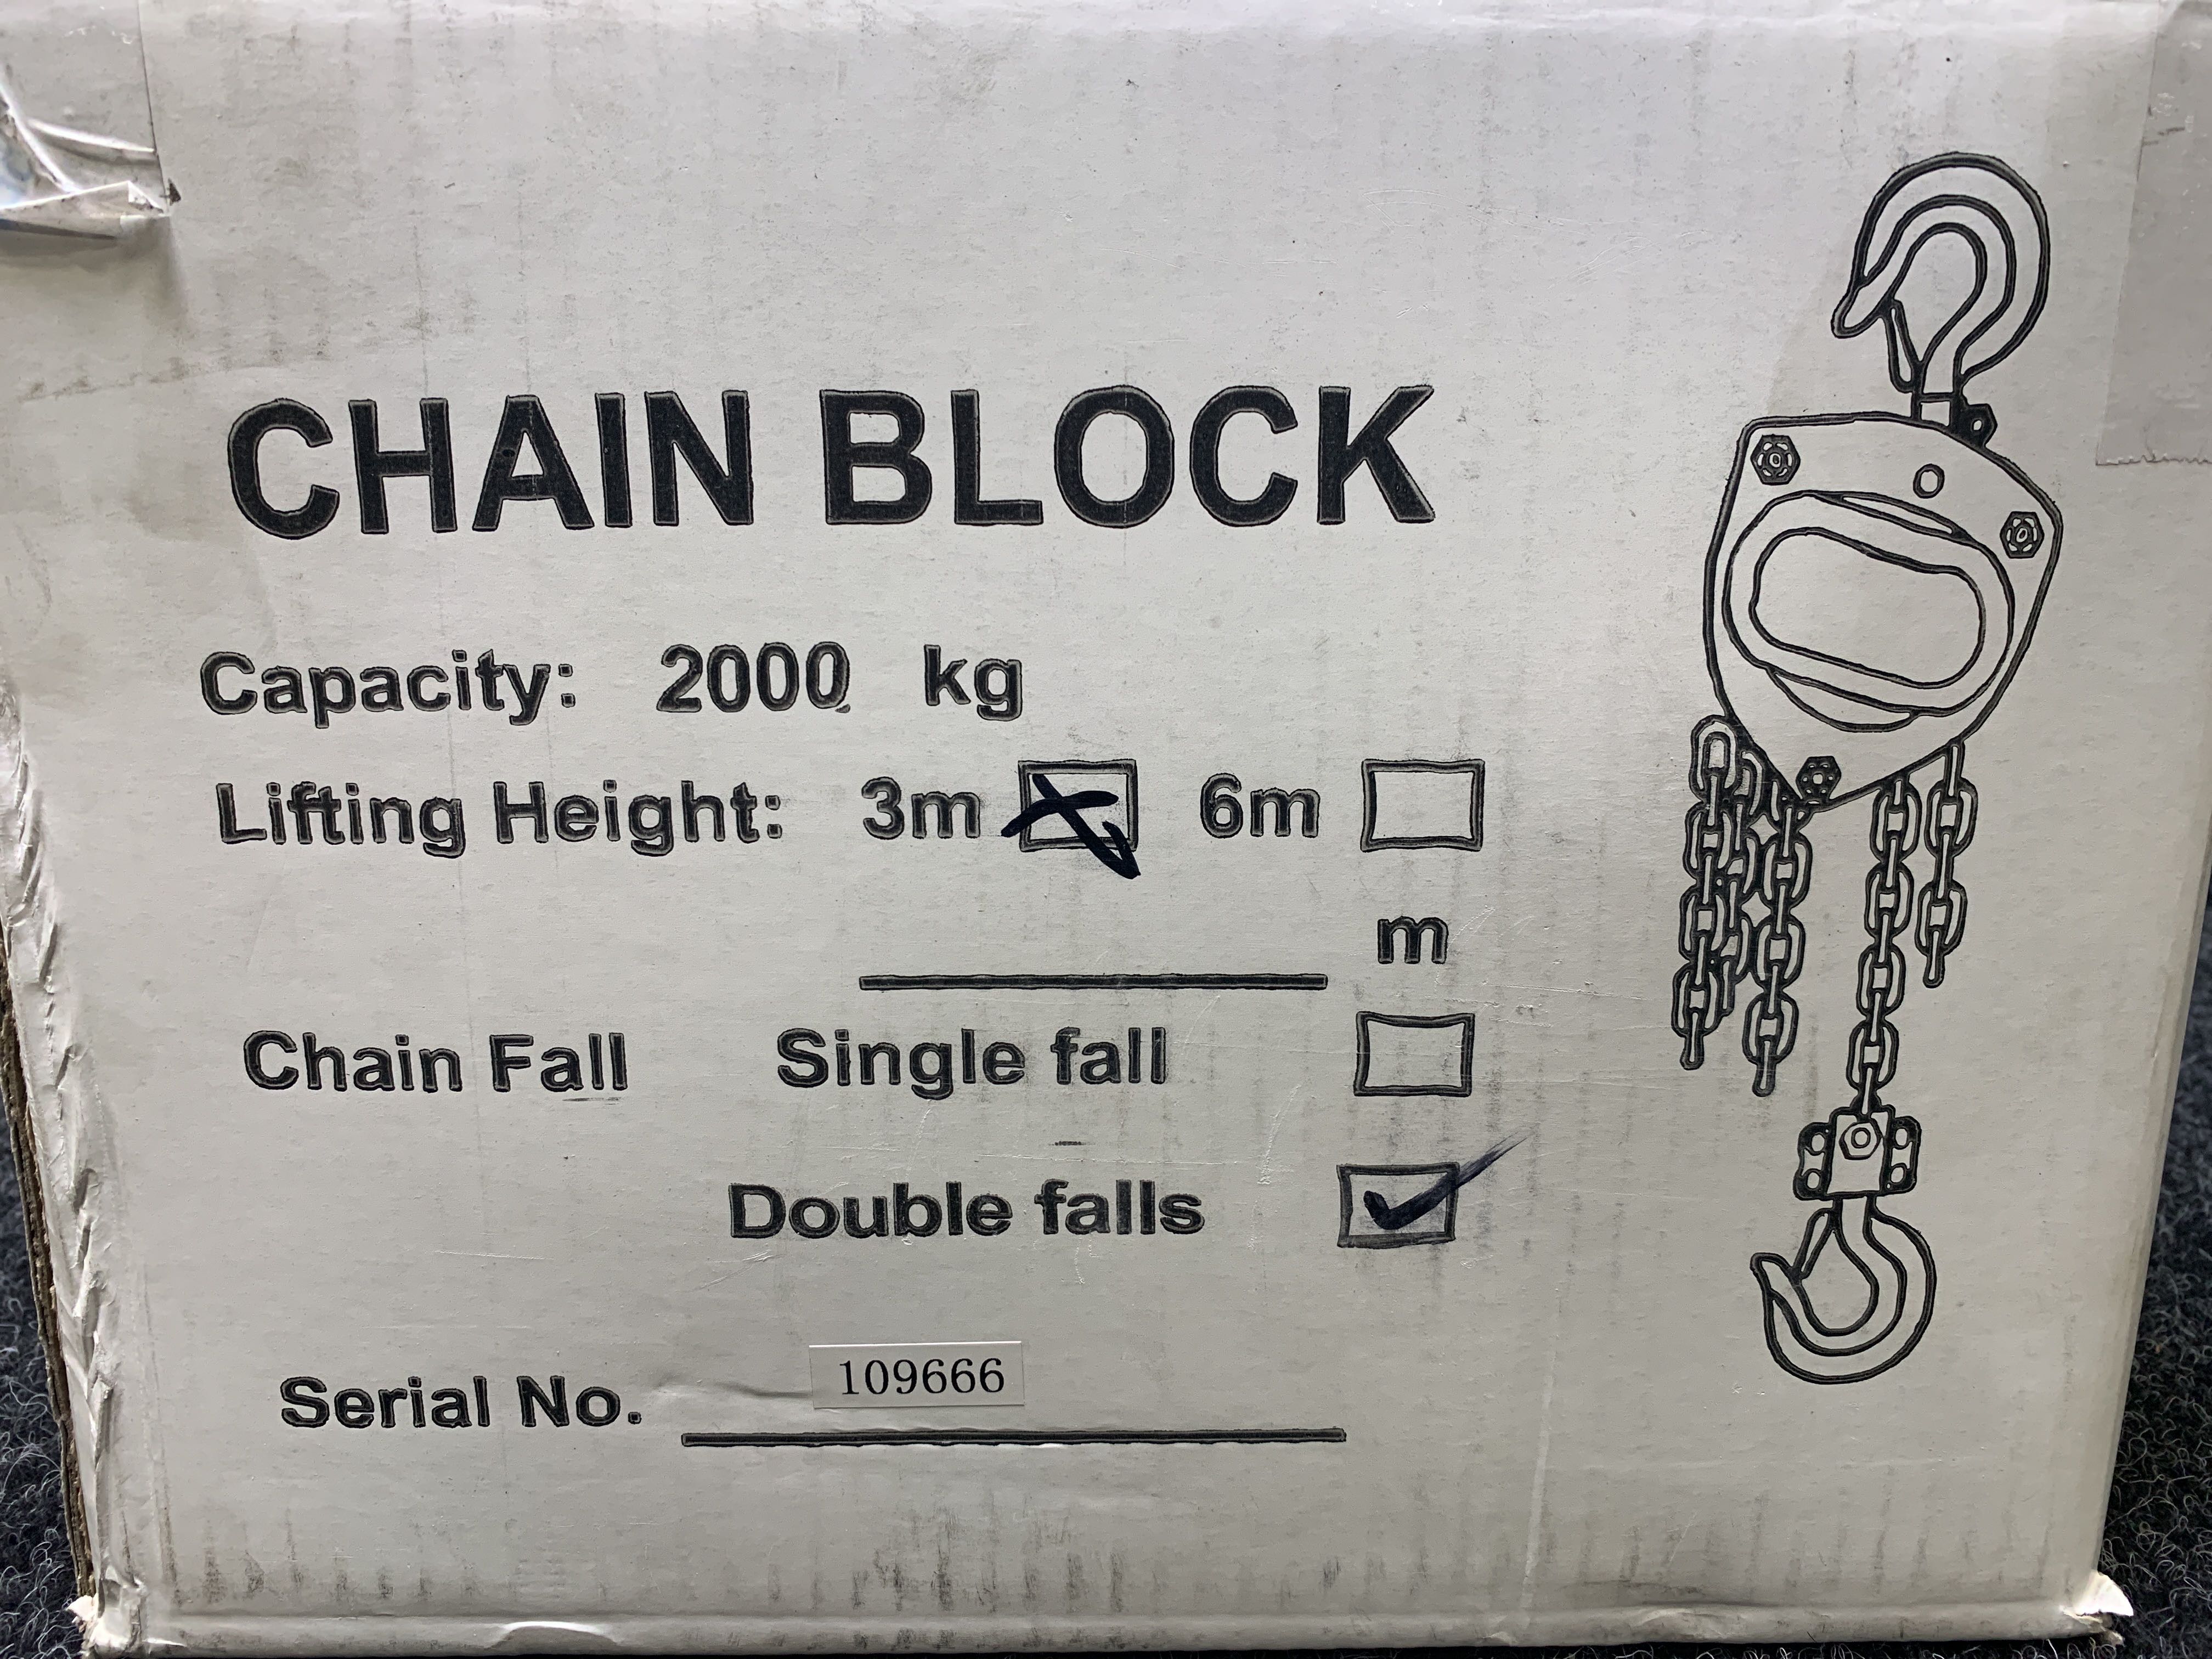 CHAIN BLOCK
Capacity: 2000 kg
Lifting Height: 3m 6m
m
Chain Fall Single fall
Double falls
Serial No. 109666